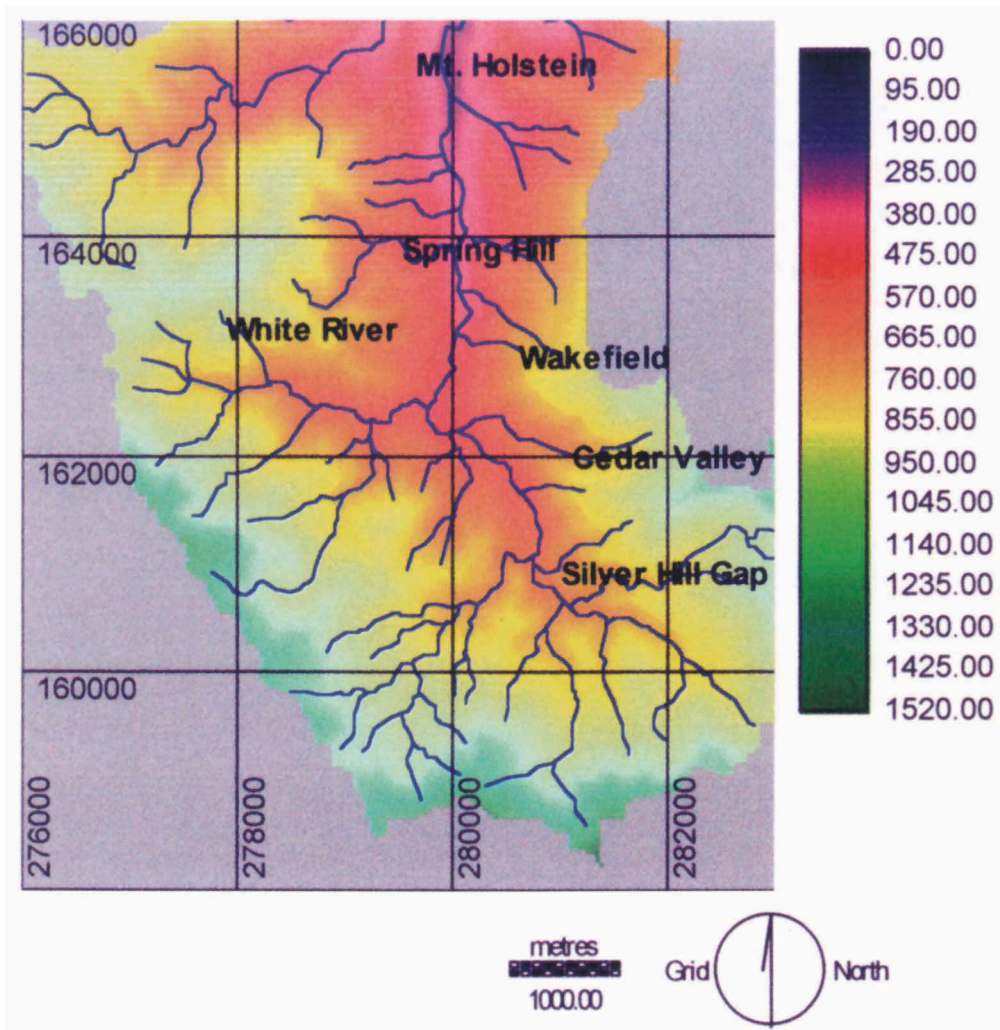 166000
Mt. Holstein
164000
Spring Hill
White River
Wakefield
Cedar Valley
162000
Silver Hill Gap
160000
276000
278000
280000
282000
0.00
95.00
190.00
285.00
380.00
475.00
570.00
665.00
760.00
855.00
950.00
1045.00
1140.00
1235.00
1330.00
1425.00
1520.00
metres
1000.00
Grid
North